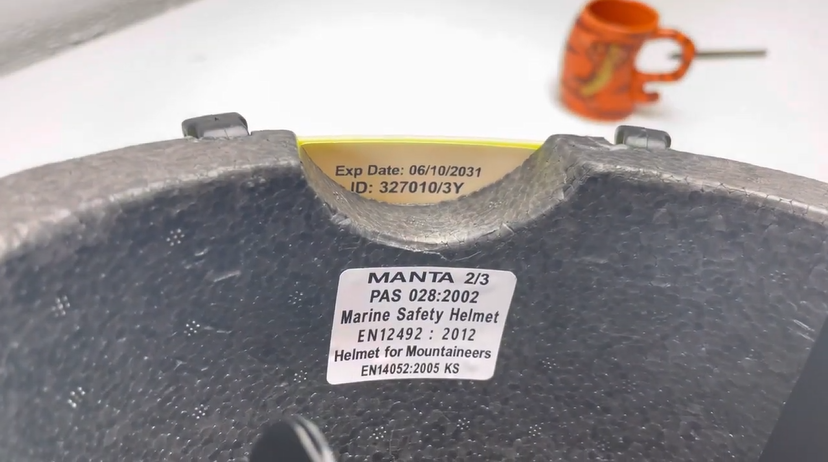 Exp Date: 06/10/2031
ID: 327010/3Y
MANTA 2/3
PAS 028:2002
Marine Safety Helmet
EN12492 : 2012
Helmet for Mountaineers
EN14052:2005 KS